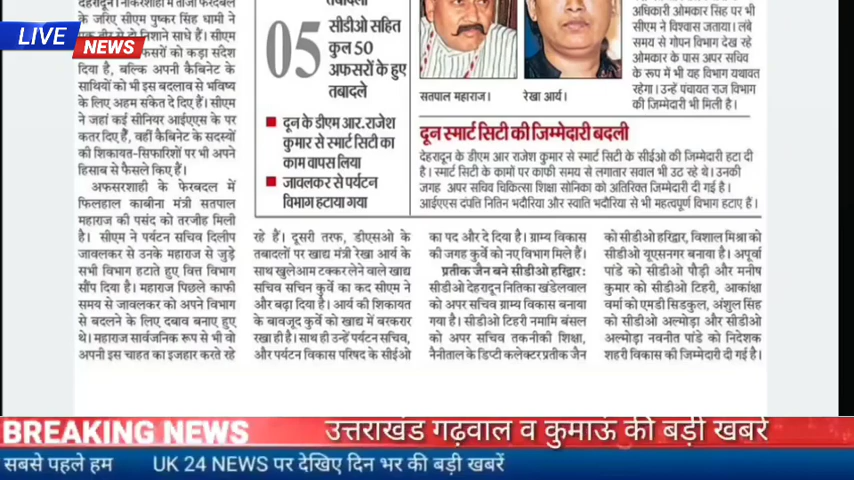 LIVE
NEWS
देहरादून। नौकरशाही में ताजा फेरबदल
के जरिए सीएम पुष्कर सिंह धामी ने
निशाने साधे हैं। सीएम
अफसरों को कड़ा संदेश
दिया है, बल्कि अपनी कैबिनेट के
साथियों को भी इस बदलाव से भविष्य
के लिए अहम संकेत दे दिए हैं। सीएम
ने जहां कई सीनियर आईएएस के पर
कतर दिए हैं, वहीं कैबिनेट के सदस्यों
की शिकायत-सिफारिशों पर भी अपने
हिसाब से फैसले किए हैं।
अफसरशाही के फेरबदल में
फिलहाल काबीना मंत्री सतपाल
महाराज की पसंद को तरजीह मिली
है। सीएम ने पर्यटन सचिव दिलीप
जावलकर से उनके महाराज से जुड़े
सभी विभाग हटाते हुए वित्त विभाग
सौंप दिया है। महाराज पिछले काफी
समय से जावलकर को अपने विभाग
से बदलने के लिए दबाव बनाए हुए
थे। महाराज सार्वजनिक रूप से भी वो
अपनी इस चाहत का इजहार करते रहे
तबादला
05
सीडीओ सहित
कुल 50
अफसरों के हुए
तबादले
दून के डीएम आर.राजेश
कुमार से स्मार्ट सिटी का
काम वापस लिया
जावलकर से पर्यटन
विभाग हटाया गया
सतपाल महाराज। रेखा आर्य।
अधिकारी ओमकार सिंह पर भी
सीएम ने विश्वास जताया। लंबे
समय से गोपन विभाग देख रहे
ओमकार के पास अपर सचिव
के रूप में भी यह विभाग यथावत
रहेगा। उन्हें पंचायत राज विभाग
की जिम्मेदारी भी मिली है।
दून स्मार्ट सिटी की जिम्मेदारी बदली
देहरादून के डीएम आर राजेश कुमार से स्मार्ट सिटी के सीईओ की जिम्मेदारी हटा दी
है। स्मार्ट सिटी के कामों पर काफी समय से लगातार सवाल भी उठ रहे थे। उनकी
जगह अपर सचिव चिकित्सा शिक्षा सोनिका को अतिरिक्त जिम्मेदारी दी गई है।
आईएएस दंपति नितिन भदौरिया और स्वाति भदौरिया से भी महत्वपूर्ण विभाग हटाए हैं।
रहे हैं। दूसरी तरफ, डीएसओ के
तबादलों पर खाद्य मंत्री रेखा आर्य के
साथ खुलेआम टक्कर लेने वाले खाद्य
सचिव सचिन कुर्वे का कद सीएम ने
और बढ़ा दिया है। आर्य की शिकायत
के बावजूद कुर्वे को खाद्य में बरकरार
रखा ही है। साथ ही उन्हें पर्यटन सचिव,
और पर्यटन विकास परिषद के सीईओ
का पद और दे दिया है। ग्राम्य विकास
की जगह कुर्वे को नए विभाग मिले हैं।
प्रतीक जैन बने सीडीओ हरिद्वार:
सीडीओ देहरादून नितिका खंडेलवाल
को अपर सचिव ग्राम्य विकास बनाया
गया है। सीडीओ टिहरी नमामि बंसल
को अपर सचिव तकनीकी शिक्षा,
नैनीताल के डिप्टी कलेक्टर प्रतीक जैन
को सीडीओ हरिद्वार, विशाल मिश्रा को
सीडीओ यूएसनगर बनाया है। अपूर्वा
पांडे को सीडीओ पौड़ी और मनीष
कुमार को सीडीओ टिहरी, आकांक्षा
वर्मा को एमडी सिडकुल, अंशुल सिंह
को सीडीओ अल्मोड़ा और सीडीओ
अल्मोड़ा नवनीत पांडे को निदेशक
शहरी विकास की जिम्मेदारी दी गई है।
BREAKING NEWS उत्तराखंड गढ़वाल व कुमाऊं की बड़ी खबरें
सबसे पहले हम UK 24 NEWS पर देखिए दिन भर की बड़ी खबरें